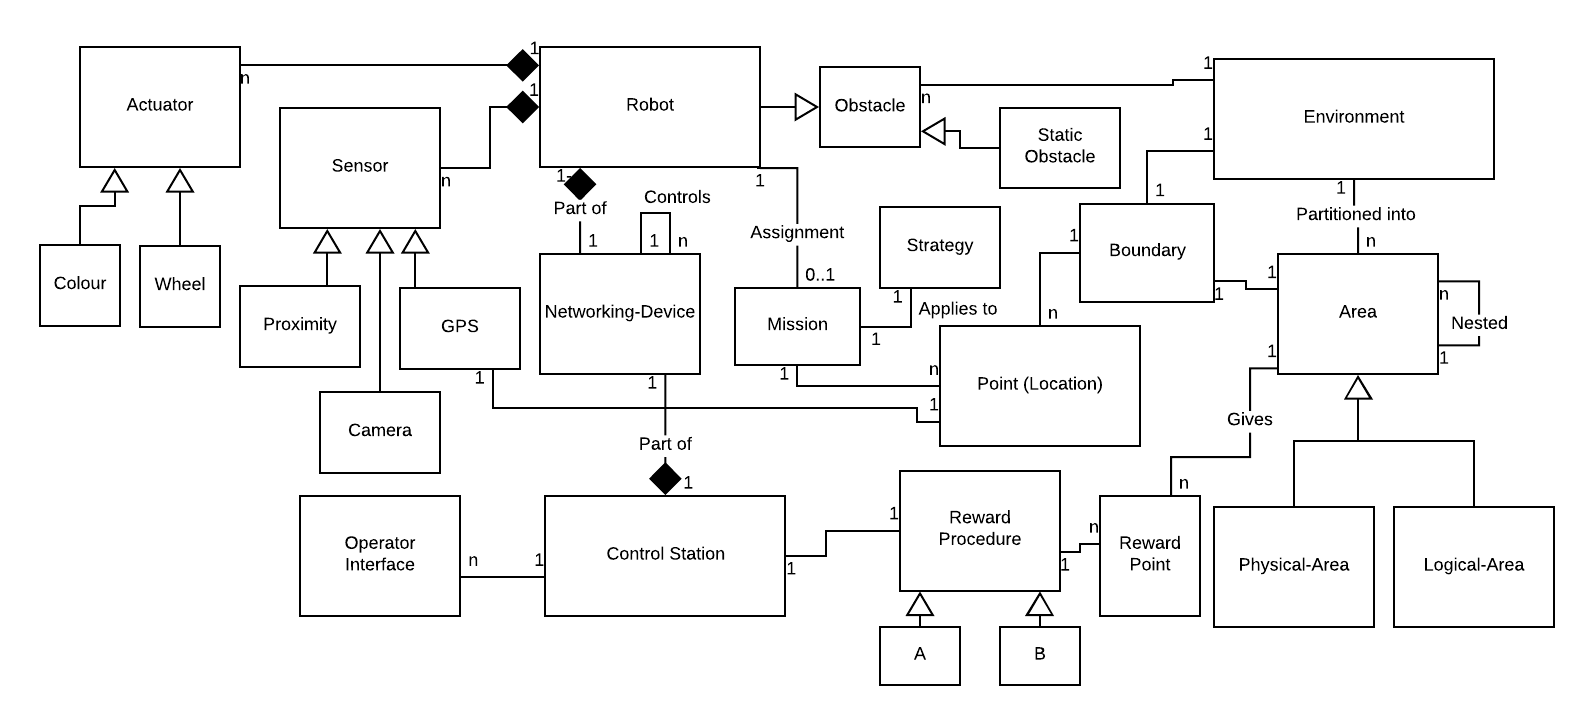 1
1
n
Actuator
Robot
Obstacle
n
1
Environment
1
Sensor
n
Static
Obstacle
1
1
1-
Part of
1
Controls
1
n
1
Assignment
0..1
Strategy
1
Applies to
1
Boundary
1
1
Partitioned into
n
Colour
Wheel
Proximity
GPS
1
Networking-Device
1
Mission
1
1
n
n
1
Point (Location)
1
Area
n
Nested
1
1
Gives
n
Camera
Part of
1
Operator
Interface
n
1
Control Station
1
1
Reward
Procedure
1
n
Reward
Point
Physical-Area
Logical-Area
A
B